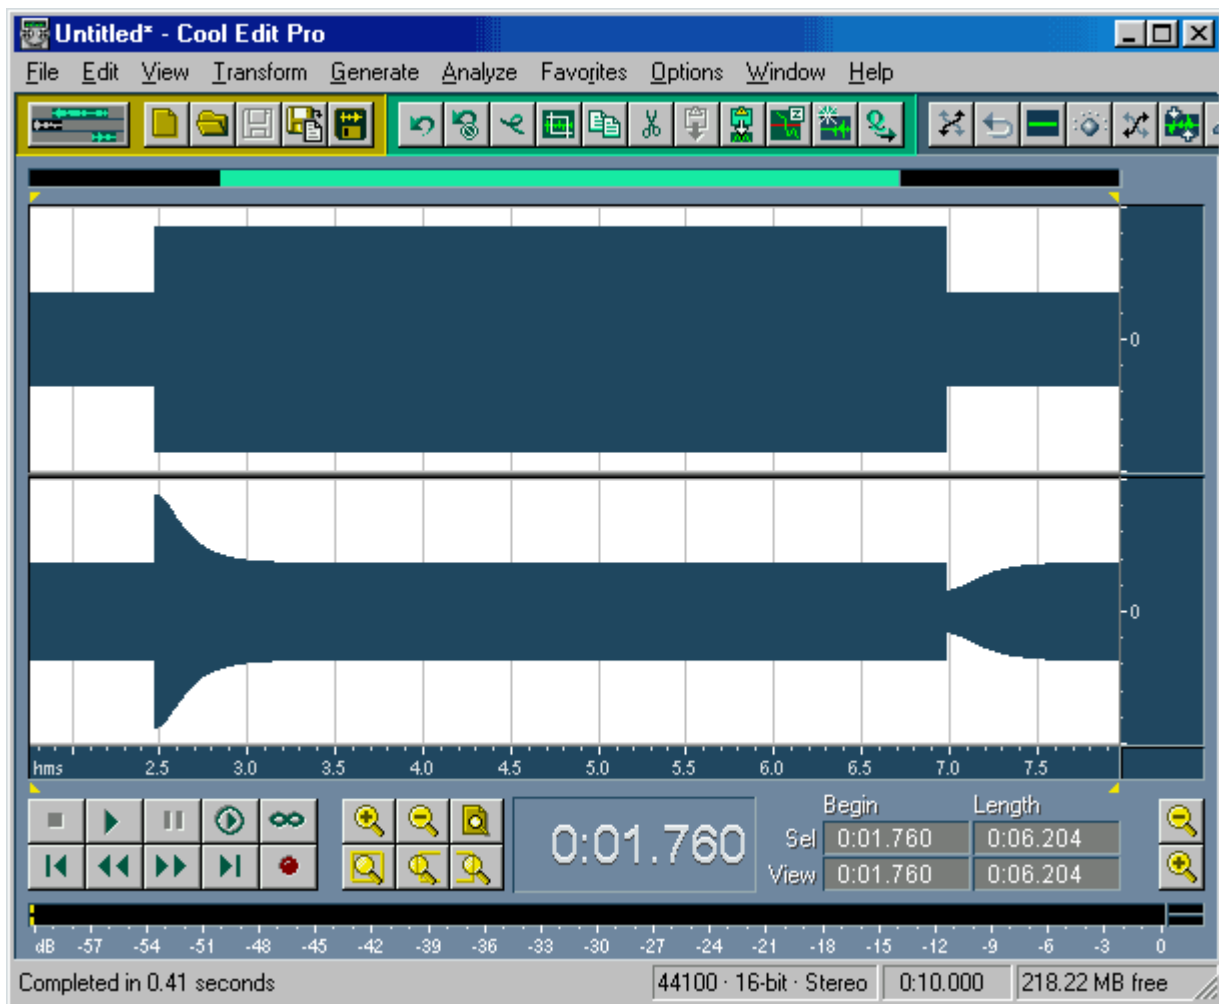 Untitled* - Cool Edit Pro
File Edit View Transform Generate Analyze Favorites Options Window Help
0
0
hms 2.5 3.0 3.5 4.0 4.5 5.0 5.5 6.0 6.5 7.0 7.5
0:01.760
Begin Length
Sel 0:01.760 0:06.204
View 0:01.760 0:06.204
dB -57 -54 -51 -48 -45 -42 -39 -36 -33 -30 -27 -24 -21 -18 -15 -12 -9 -6 -3 0
Completed in 0.41 seconds 44100 · 16-bit · Stereo 0:10.000 218.22 MB free